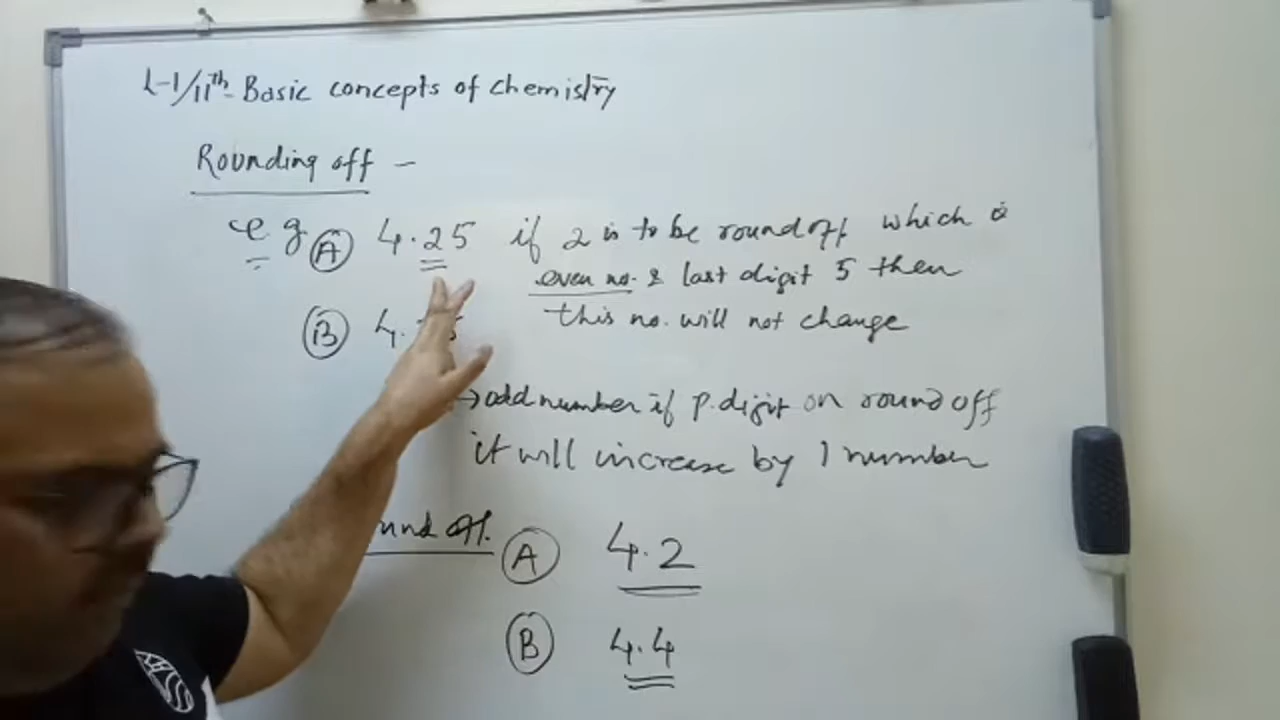 L-1/11th- Basic concepts of chemistry
Rounding off -
eg (A) 4.25 if 2 is to be roundoff which is
even no. & last digit 5 then
this no. will not change
(B) 4.
→ odd number if p.digit on round off
it will increase by 1 number
off. (A) 4.2
(B) 4.4